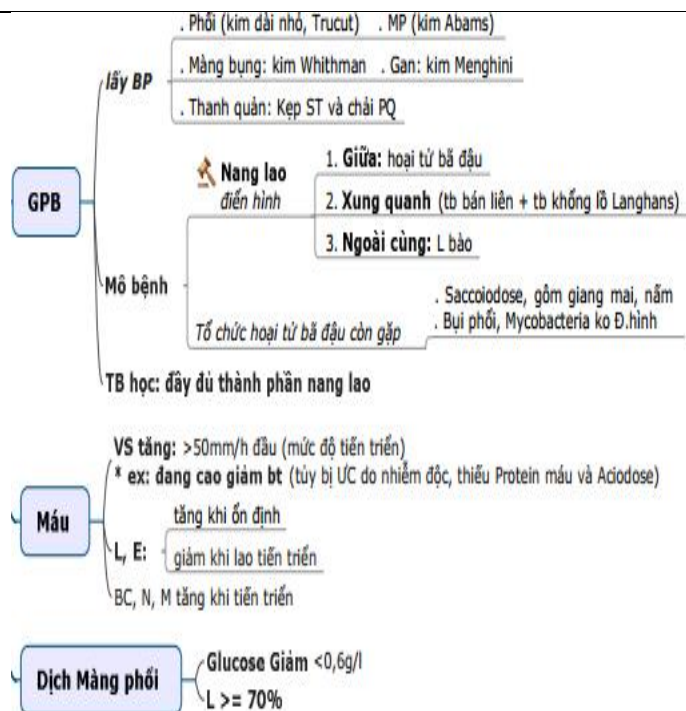 . Phổi (kim dài nhỏ, Trucut) . MP (kim Abams)
lấy BP
. Màng bụng: kim Whithman . Gan: kim Menghini
. Thanh quản: Kẹp ST và chải PQ
GPB
Mô bệnh
Nang lao
điển hình
1. Giữa: hoại tử bã đậu
2. Xung quanh (tb bán liên + tb khổng lồ Langhans)
3. Ngoài cùng: L bào
Tổ chức hoại tử bã đậu còn gặp
. Saccoiodose, gôm giang mai, nấm
. Bụi phổi, Mycobacteria ko Đ.hình
TB học: đầy đủ thành phần nang lao
Máu
VS tăng: >50mm/h đầu (mức độ tiến triển)
* ex: đang cao giảm bt (tủy bị ƯC do nhiễm độc, thiếu Protein máu và Aciodose)
L, E:
tăng khi ổn định
giảm khi lao tiến triển
BC, N, M tăng khi tiến triển
Dịch Màng phổi
Glucose Giảm <0,6g/l
L >= 70%